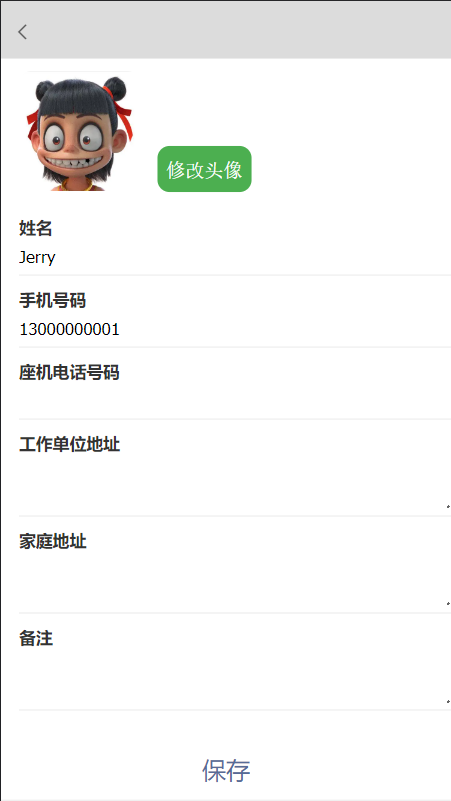 修改头像
姓名
Jerry
手机号码
13000000001
座机电话号码
工作单位地址
家庭地址
备注
保存